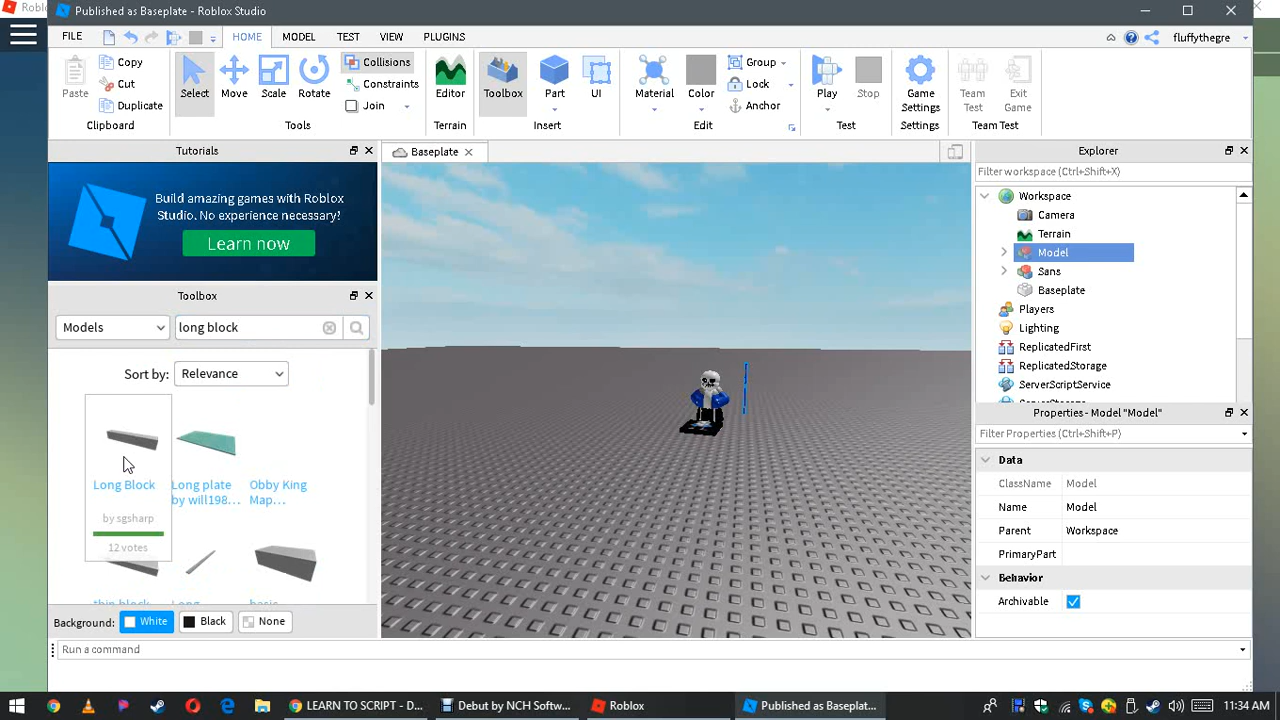 Roblo
Published as Baseplate - Roblox Studio
FILE
HOME
MODEL
TEST
VIEW
PLUGINS
fluffythegre
Paste
Copy
Cut
Duplicate
Clipboard
Select
Move
Scale
Rotate
Collisions
Constraints
Join
Tools
Editor
Terrain
Toolbox
Part
UI
Insert
Material
Color
Group
Lock
Anchor
Edit
Play
Stop
Test
Game Settings
Settings
Team Test
Exit Game
Team Test
Tutorials
Build amazing games with Roblox
Studio. No experience necessary!
Learn now
Toolbox
Models
long block
Sort by:
Relevance
Long Block
by sgsharp
12 votes
Long plate
by will198...
Obby King
Map...
thin block
Long
basic
Background:
White
Black
None
Run a command
Baseplate
Explorer
Filter workspace (Ctrl+Shift+X)
Workspace
Camera
Terrain
Model
Sans
Baseplate
Players
Lighting
ReplicatedFirst
ReplicatedStorage
ServerScriptService
ServerStorage
Properties - Model "Model"
Filter Properties (Ctrl+Shift+P)
Data
ClassName Model
Name Model
Parent Workspace
PrimaryPart
Behavior
Archivable
LEARN TO SCRIPT - D...
Debut by NCH Softw...
Roblox
Published as Baseplat...
11:34 AM